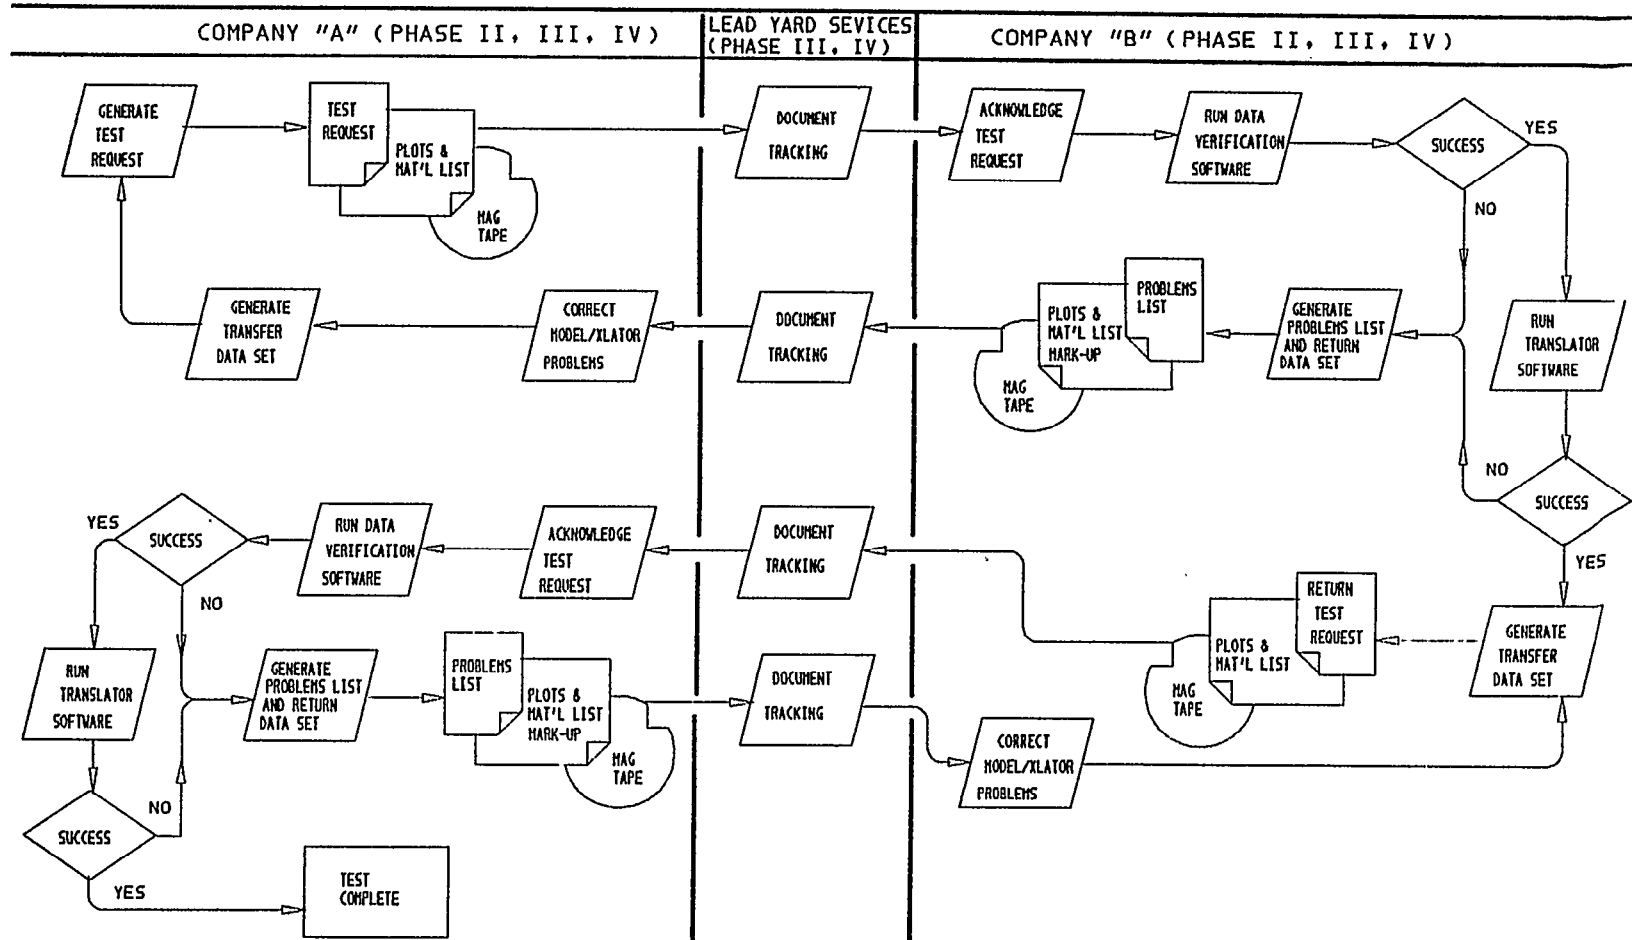 COMPANY "A" (PHASE II, III, IV)
LEAD YARD SEVICES
(PHASE III, IV)
COMPANY "B" (PHASE II, III, IV)
GENERATE
TEST
REQUEST
TEST
REQUEST
PLOTS &
MAT'L LIST
MAG
TAPE
DOCUMENT
TRACKING
ACKNOWLEDGE
TEST
REQUEST
RUN DATA
VERIFICATION
SOFTWARE
SUCCESS
YES
NO
GENERATE
TRANSFER
DATA SET
CORRECT
MODEL/XLATOR
PROBLEMS
DOCUMENT
TRACKING
MAG
TAPE
PLOTS &
MAT'L LIST
MARK-UP
PROBLEMS
LIST
GENERATE
PROBLEMS LIST
AND RETURN
DATA SET
RUN
TRANSLATOR
SOFTWARE
NO
SUCCESS
YES
YES
SUCCESS
NO
RUN DATA
VERIFICATION
SOFTWARE
ACKNOWLEDGE
TEST
REQUEST
DOCUMENT
TRACKING
MAG
TAPE
PLOTS &
MAT'L LIST
RETURN
TEST
REQUEST
GENERATE
TRANSFER
DATA SET
RUN
TRANSLATOR
SOFTWARE
GENERATE
PROBLEMS LIST
AND RETURN
DATA SET
PROBLEMS
LIST
PLOTS &
MAT'L LIST
MARK-UP
MAG
TAPE
DOCUMENT
TRACKING
CORRECT
MODEL/XLATOR
PROBLEMS
NO
SUCCESS
YES
TEST
COMPLETE